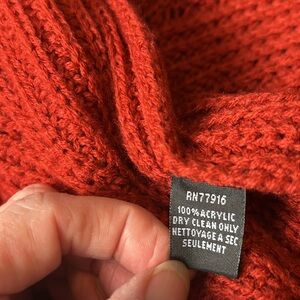 RN77916
100% ACRYLIC
DRY CLEAN ONLY
NETTOYAGE A SEC
SEULEMENT